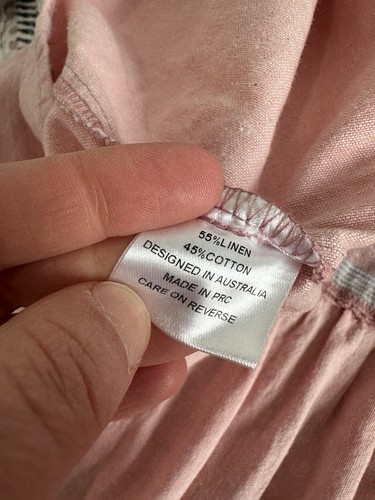 55%LINEN
45%COTTON
DESIGNED IN AUSTRALIA
MADE IN PRC
CARE ON REVERSE